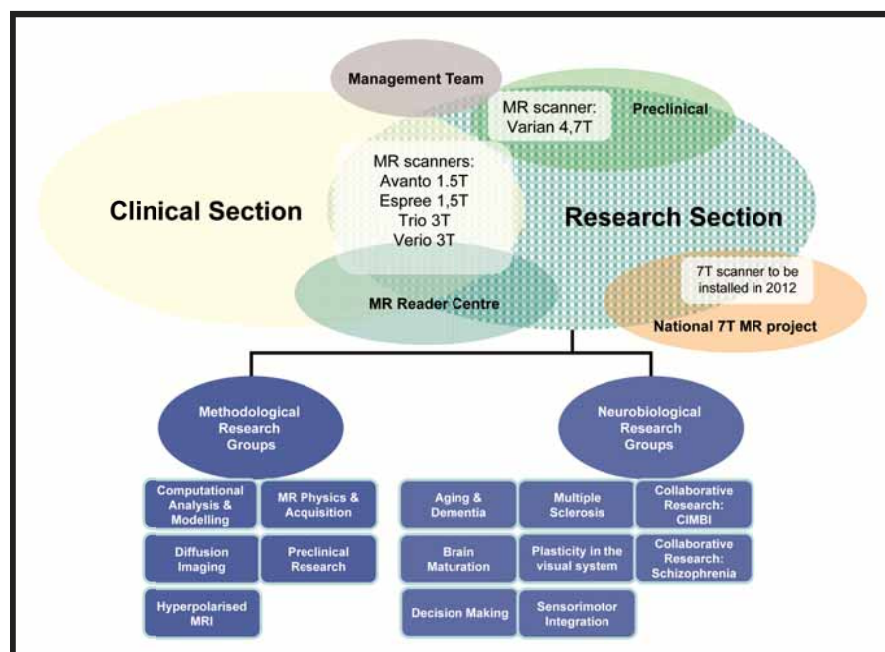 Management Team
MR scanner:
Varian 4,7T
Preclinical
MR scanners:
Avanto 1.5T
Espree 1,5T
Trio 3T
Verio 3T
Clinical Section
Research Section
7T scanner to be
installed in 2012
MR Reader Centre
National 7T MR project
Methodological
Research
Groups
Neurobiological
Research
Groups
Computational
Analysis &
Modelling
MR Physics &
Acquisition
Diffusion
Imaging
Preclinical
Research
Hyperpolarised
MRI
Aging &
Dementia
Multiple
Sclerosis
Collaborative
Research:
CIMBI
Brain
Maturation
Plasticity in the
visual system
Collaborative
Research:
Schizophrenia
Decision Making
Sensorimotor
Integration